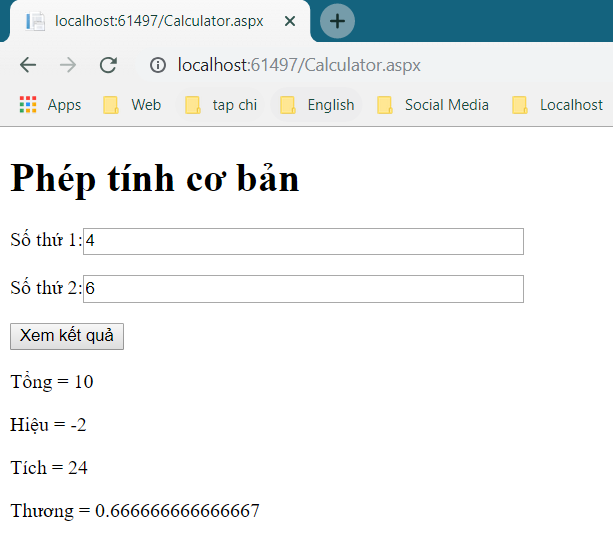 localhost:61497/Calculator.aspx
localhost:61497/Calculator.aspx
Apps Web tap chi English Social Media Localhost
Phép tính cơ bản
Số thứ 1: 4
Số thứ 2: 6
Xem kết quả
Tổng = 10
Hiệu = -2
Tích = 24
Thương = 0.666666666666667